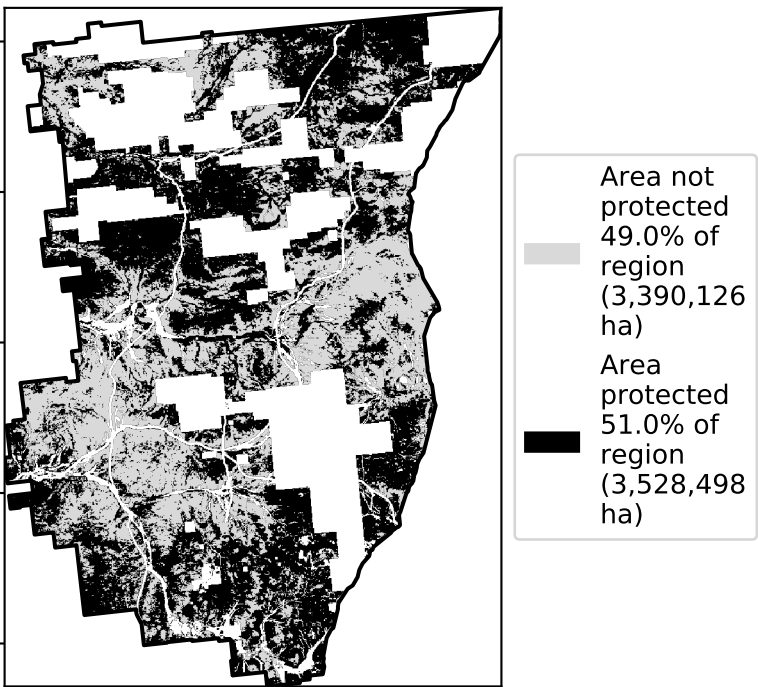 Area not
protected
49.0% of
region
(3,390,126
ha)
Area
protected
51.0% of
region
(3,528,498
ha)